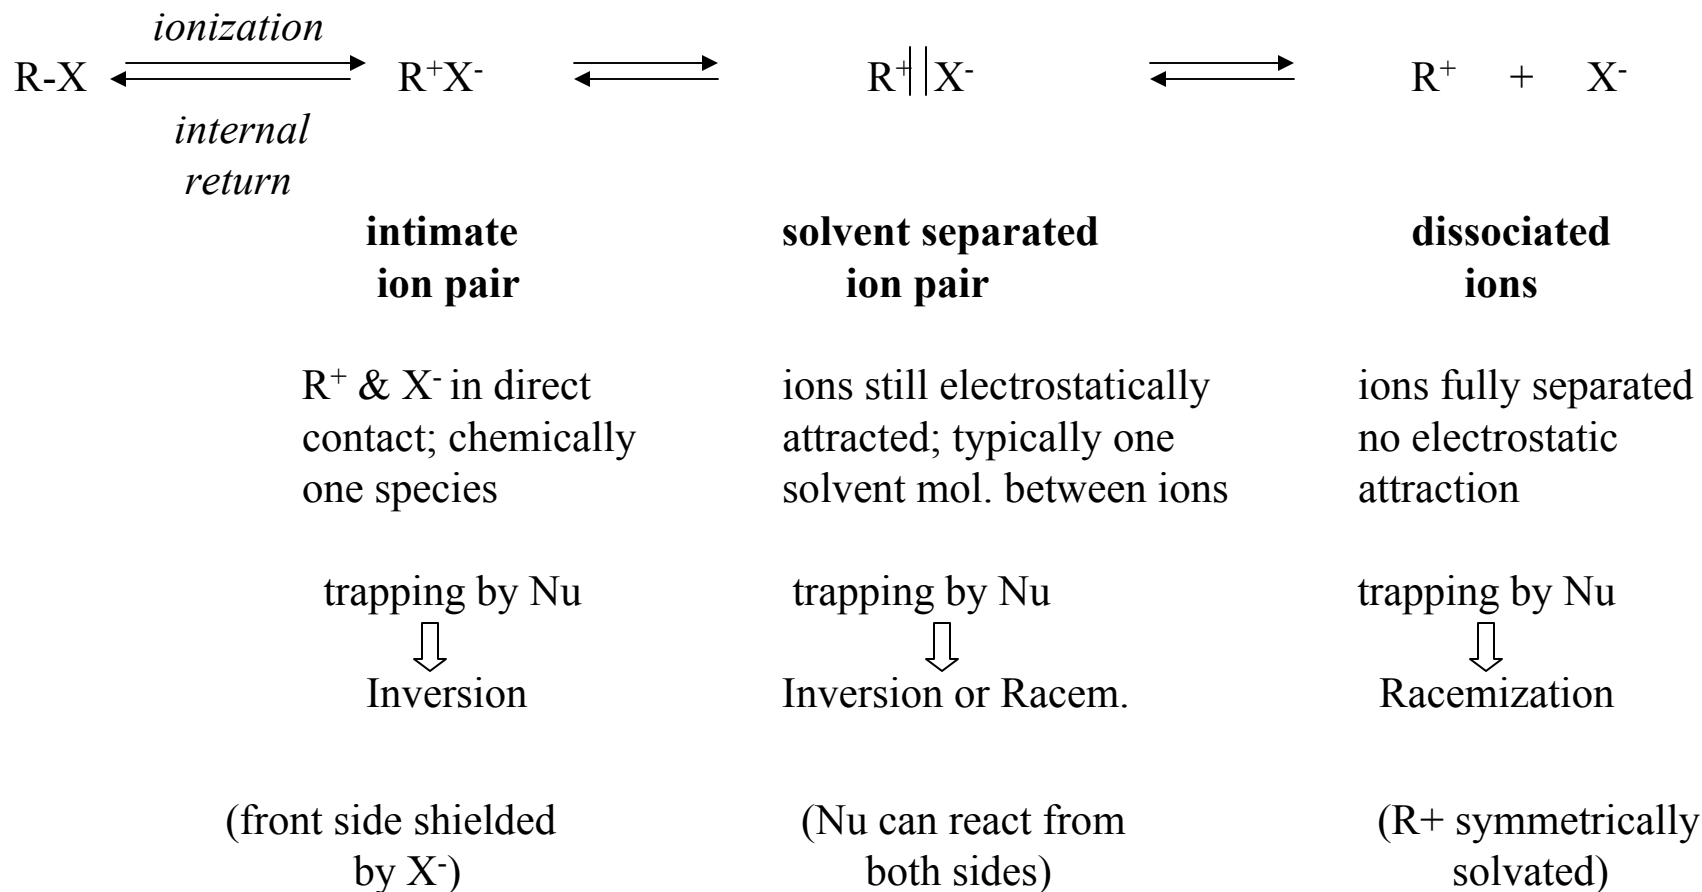 ionization
R-X R⁺X⁻ R⁺||X⁻ R⁺ + X⁻
internal
return
intimate solvent separated dissociated
ion pair ion pair ions
R⁺ & X⁻ in direct ions still electrostatically ions fully separated
contact; chemically attracted; typically one no electrostatic
one species solvent mol. between ions attraction
trapping by Nu trapping by Nu trapping by Nu
Inversion Inversion or Racem. Racemization
(front side shielded (Nu can react from (R+ symmetrically
by X⁻) both sides) solvated)